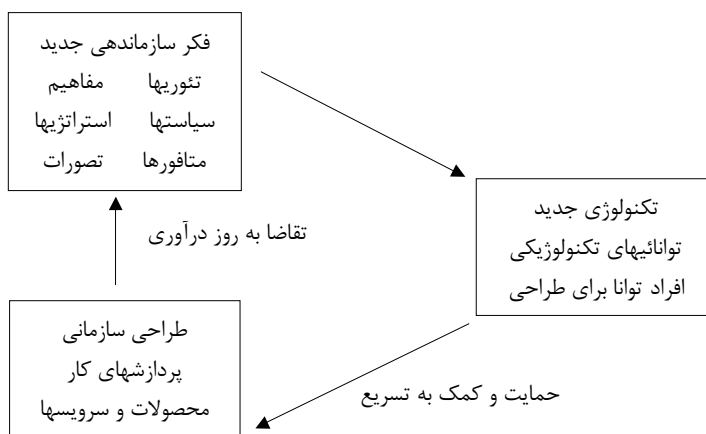 فکر سازماندهی جدید
تئوریها مفاهیم
سیاستها استراتژیها
متافورها تصورات
تکنولوژی جدید
توانائیهای تکنولوژیکی
افراد توانا برای طراحی
تقاضا به روز درآوری
طراحی سازمانی
پردازشهای کار
محصولات و سرویسها
حمایت و کمک به تسریع